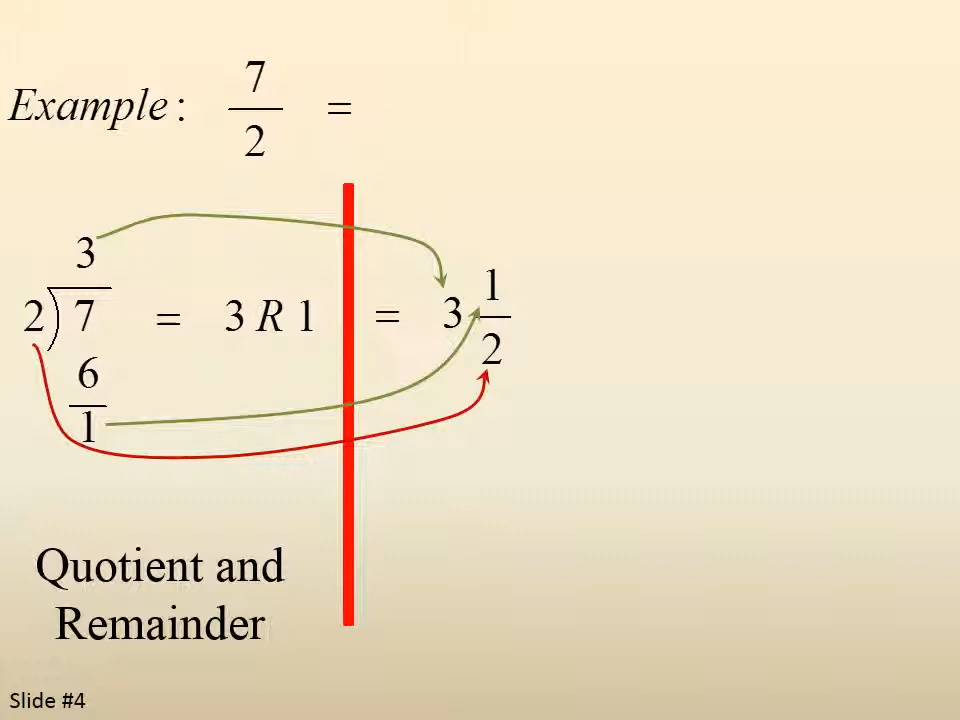 Example: 7/2 =
3
2)7 = 3 R 1 = 3 1/2
6
1
Quotient and
Remainder
Slide #4